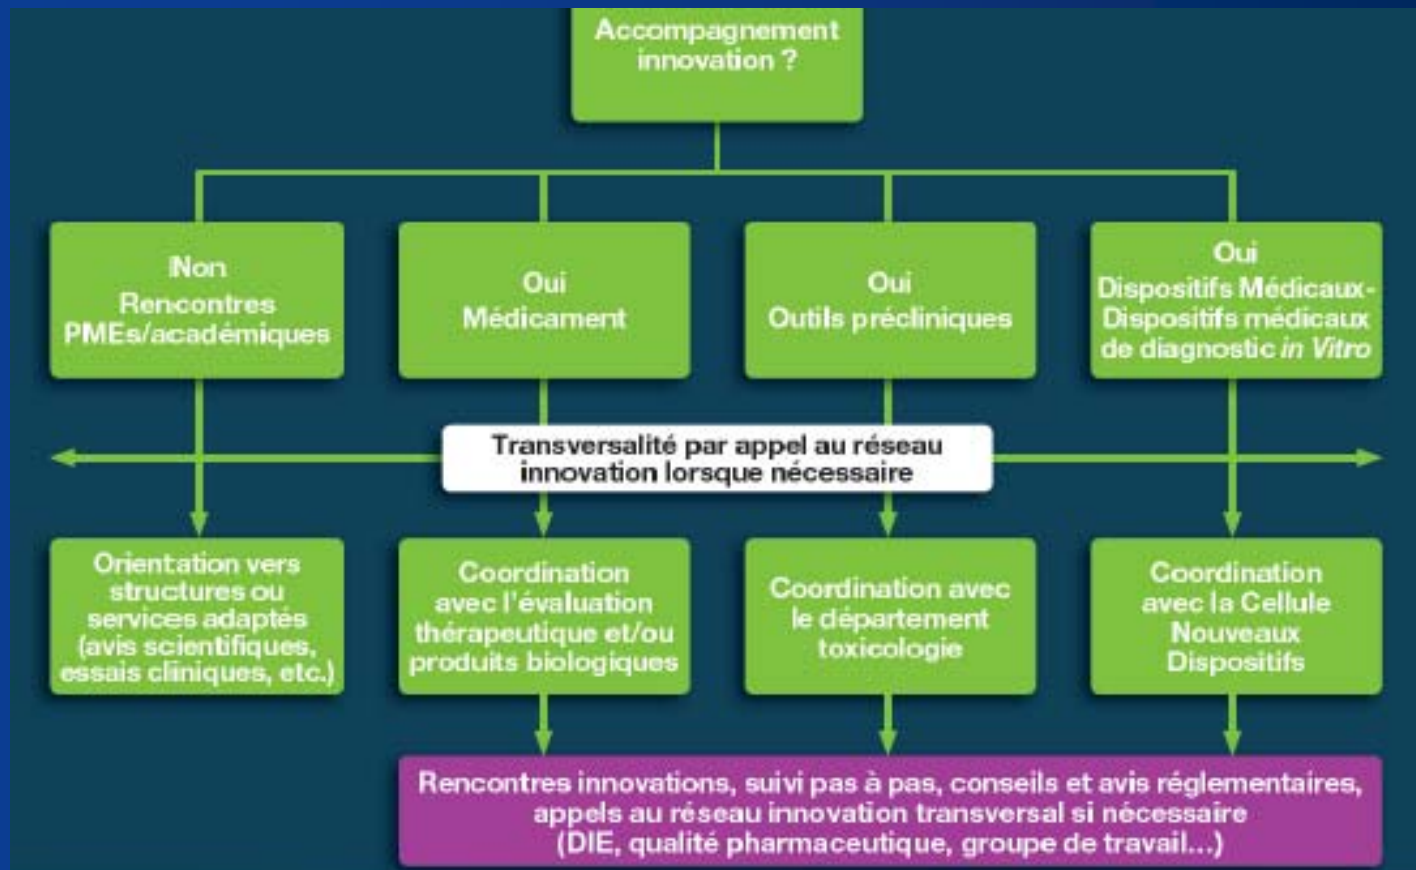 Accompagnement
innovation ?
Non
Rencontres
PMEs/académiques
Oui
Médicament
Oui
Outils précliniques
Oui
Dispositifs Médicaux-
Dispositifs médicaux
de diagnostic in Vitro
Transversalité par appel au réseau
innovation lorsque nécessaire
Orientation vers
structures ou
services adaptés
(avis scientifiques,
essais cliniques, etc.)
Coordination
avec l'évaluation
thérapeutique et/ou
produits biologiques
Coordination avec
le département
toxicologie
Coordination
avec la Cellule
Nouveaux
Dispositifs
Rencontres innovations, suivi pas à pas, conseils et avis réglementaires,
appels au réseau innovation transversal si nécessaire
(DIE, qualité pharmaceutique, groupe de travail...)